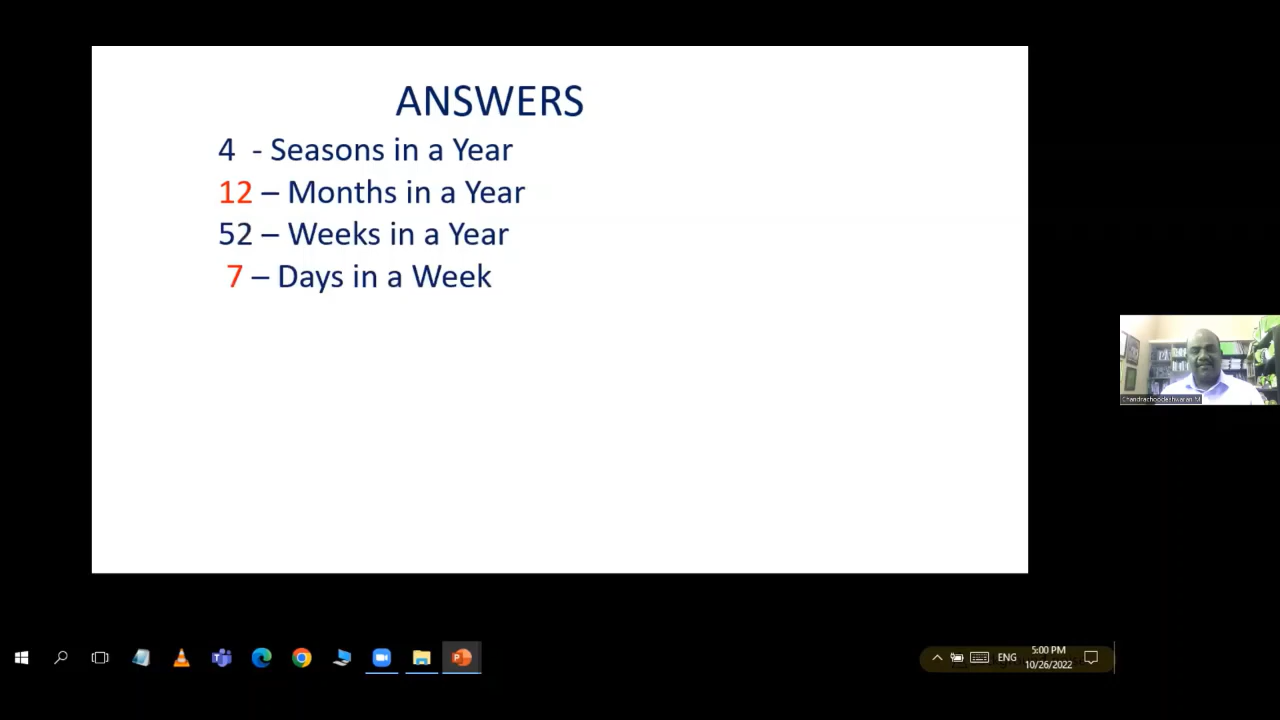 ANSWERS
4 - Seasons in a Year
12 – Months in a Year
52 – Weeks in a Year
7 – Days in a Week
Chandrachoodeshwaran M
ENG
5:00 PM
10/26/2022